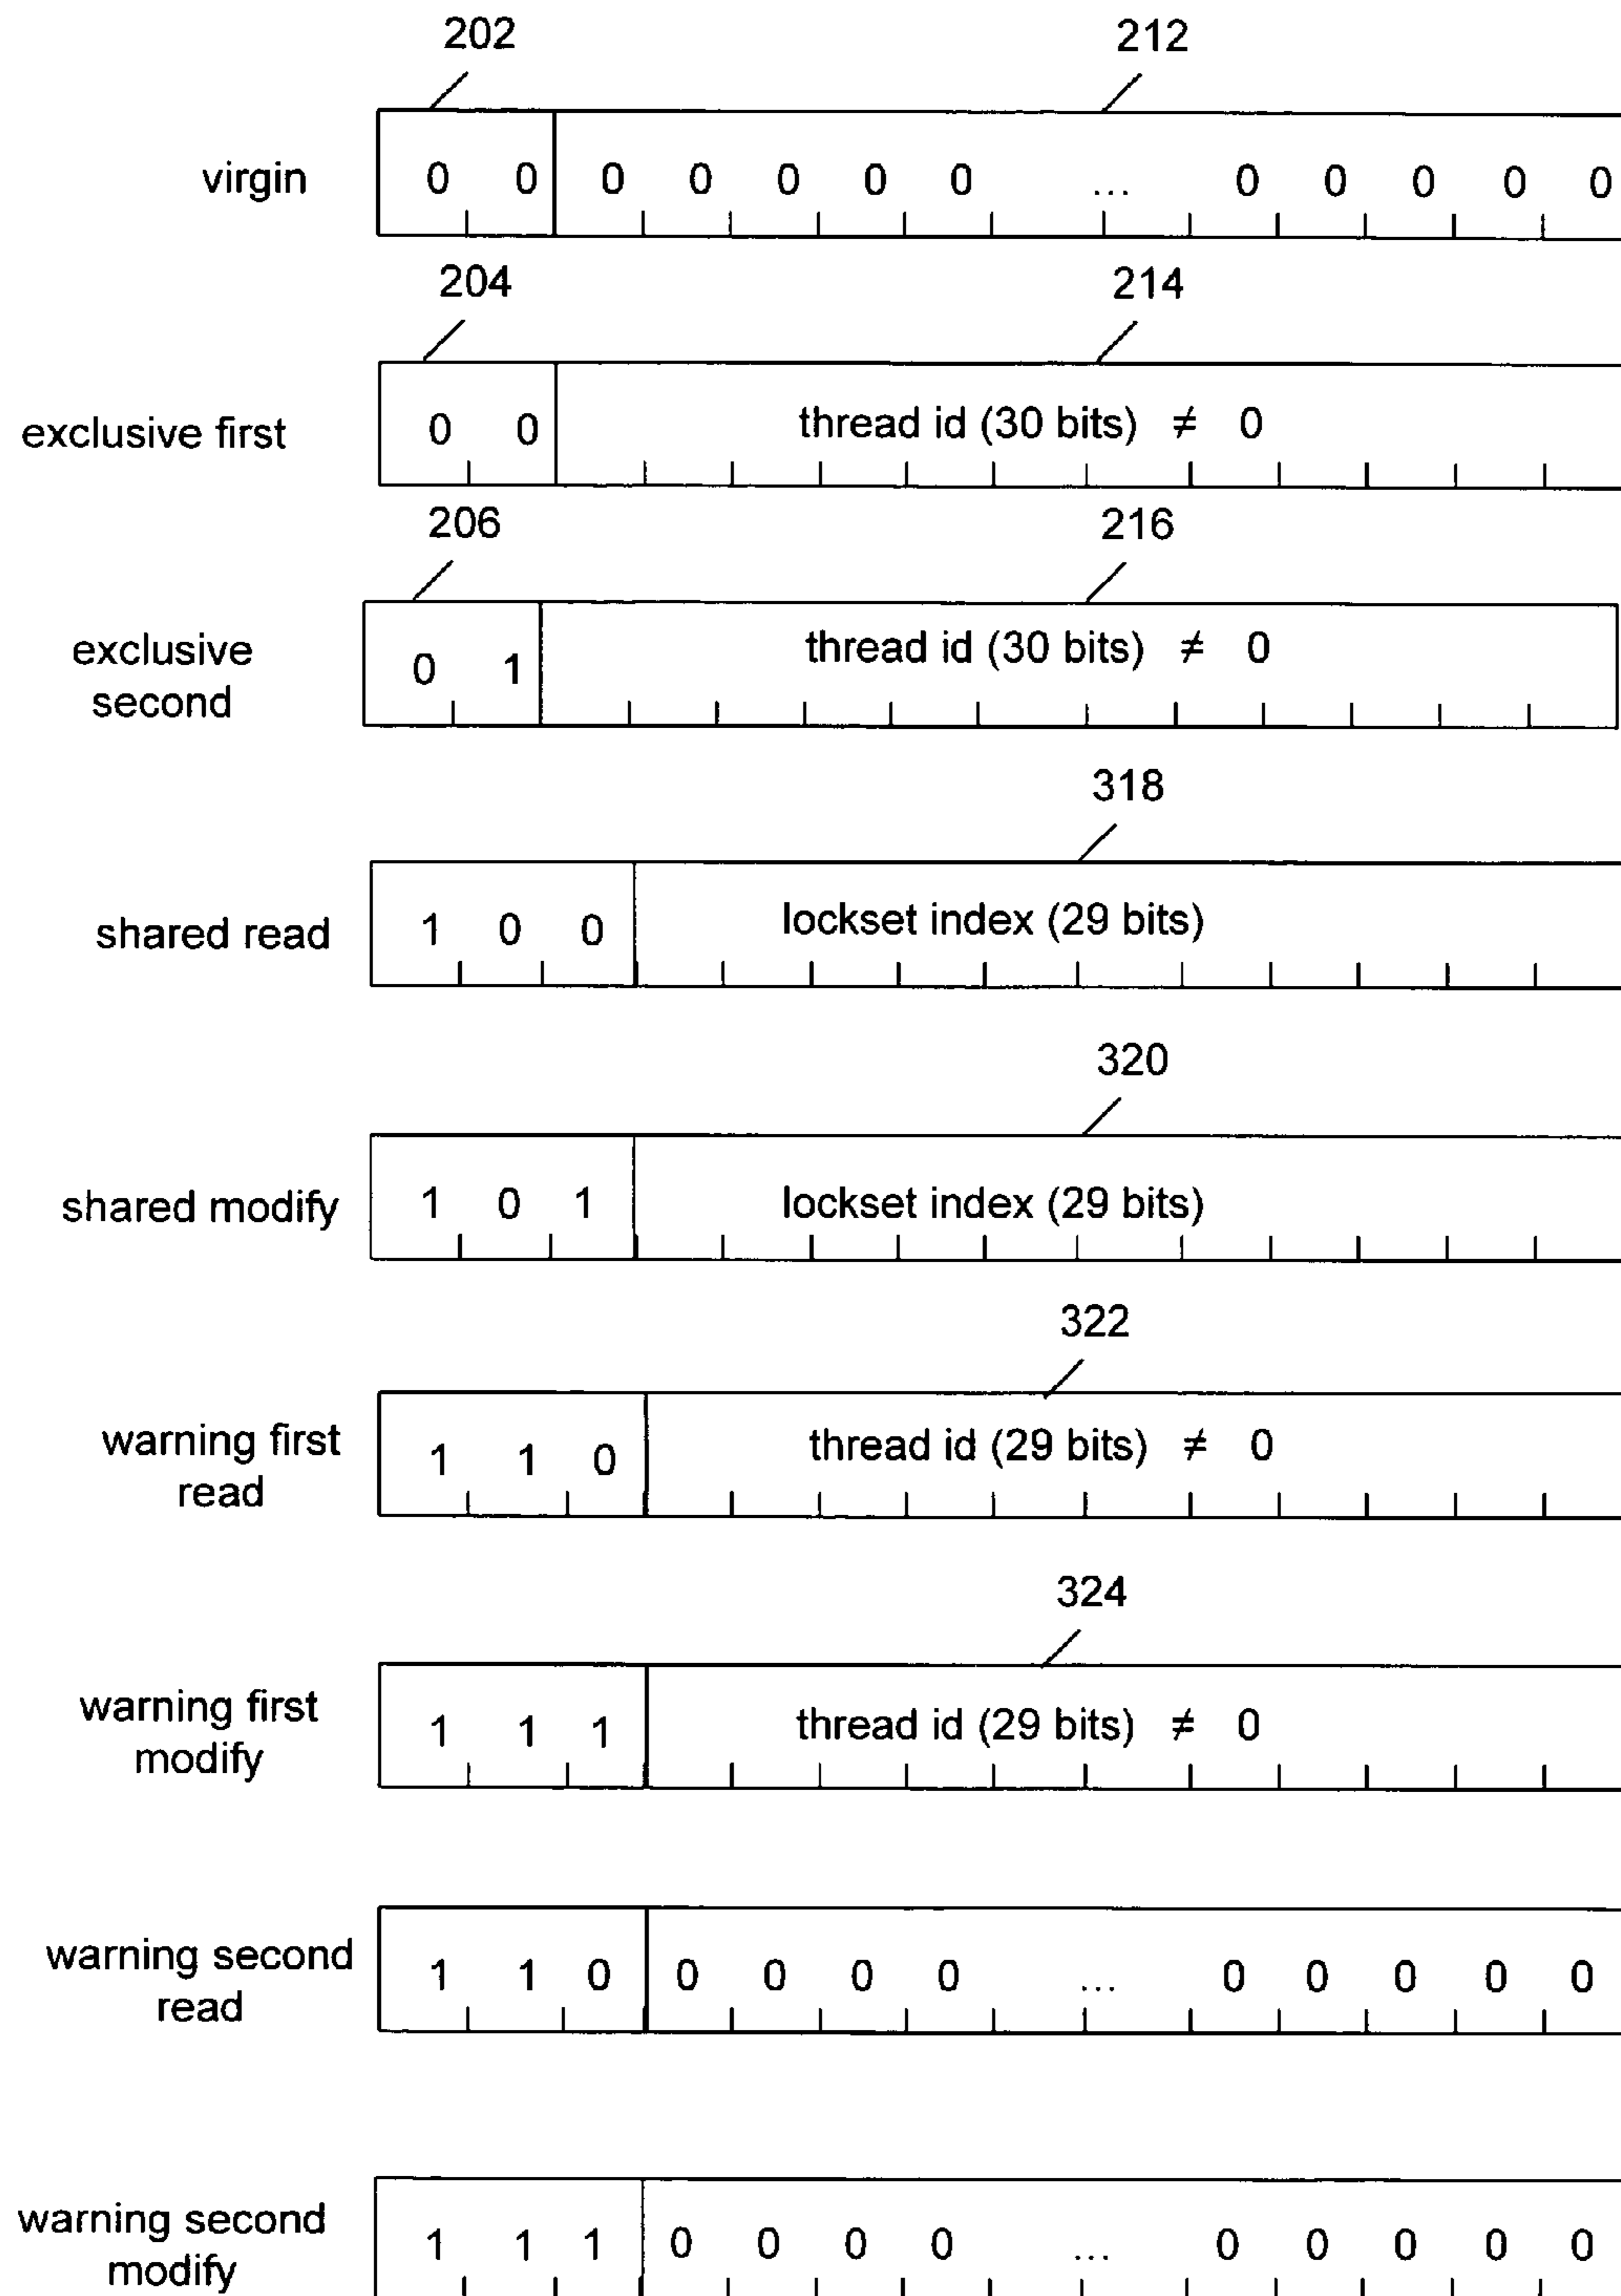 202 212
virgin 0 0 0 0 0 0 0 ... 0 0 0 0 0
204 214
exclusive first 0 0 thread id (30 bits) ≠ 0
206 216
exclusive
second
0 1 thread id (30 bits) ≠ 0
318
shared read 1 0 0 lockset index (29 bits)
320
shared modify 1 0 1 lockset index (29 bits)
322
warning first
read
1 1 0 thread id (29 bits) ≠ 0
324
warning first
modify
1 1 1 thread id (29 bits) ≠ 0
warning second
read
1 1 0 0 0 0 0 ... 0 0 0 0 0
warning second
modify
1 1 1 0 0 0 0 ... 0 0 0 0 0